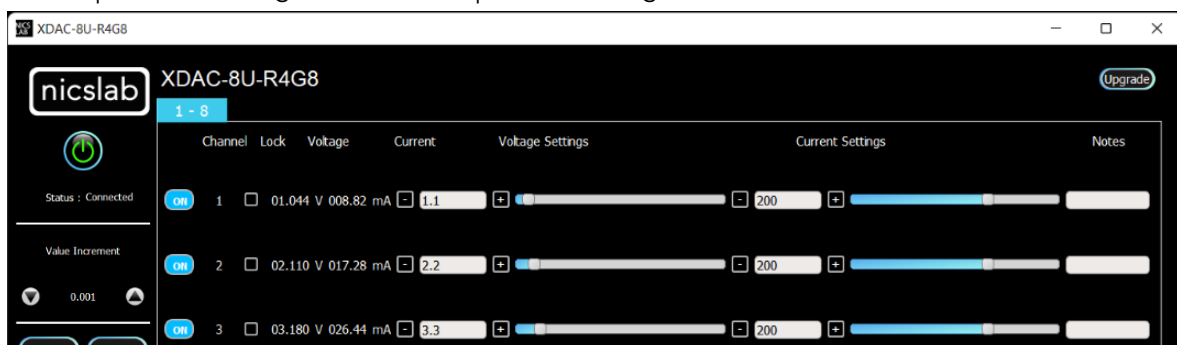 NICS LAB XDAC-8U-R4G8
nicslab XDAC-8U-R4G8 Upgrade
1 - 8
Channel Lock Voltage Current Voltage Settings Current Settings Notes
Status : Connected ON 1 01.044 V 008.82 mA - 1.1 + - 200 +
Value Increment
ON 2 02.110 V 017.28 mA - 2.2 + - 200 +
0.001
ON 3 03.180 V 026.44 mA - 3.3 + - 200 +